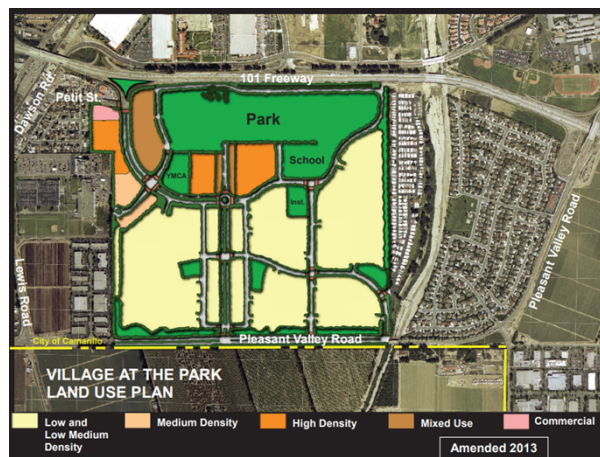 101 Freeway
Petit St.
Dawson Rd.
Park
School
YMCA
Inst.
Lewis Road
Pleasant Valley Road
Pleasant Valley Road
City of Camarillo
VILLAGE AT THE PARK
LAND USE PLAN
Low and
Low Medium
Density
Medium Density
High Density
Mixed Use
Commercial
Amended 2013